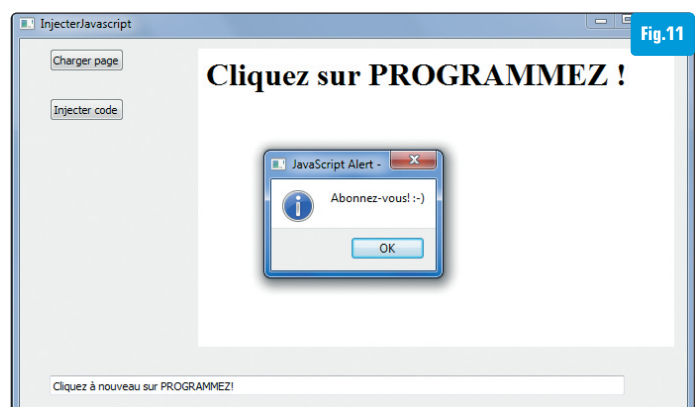 InjecterJavascript
Fig.11
Charger page
Cliquez sur PROGRAMMEZ !
Injecter code
JavaScript Alert -
Abonnez-vous! :-)
OK
Cliquez à nouveau sur PROGRAMMEZ!